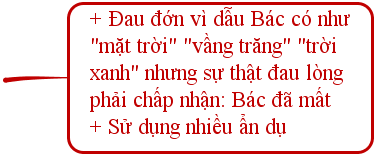 + Đau đớn vì dẫu Bác có như
"mặt trời" "vầng trăng" "trời
xanh" nhưng sự thật đau lòng
phải chấp nhận: Bác đã mất
+ Sử dụng nhiều ẩn dụ